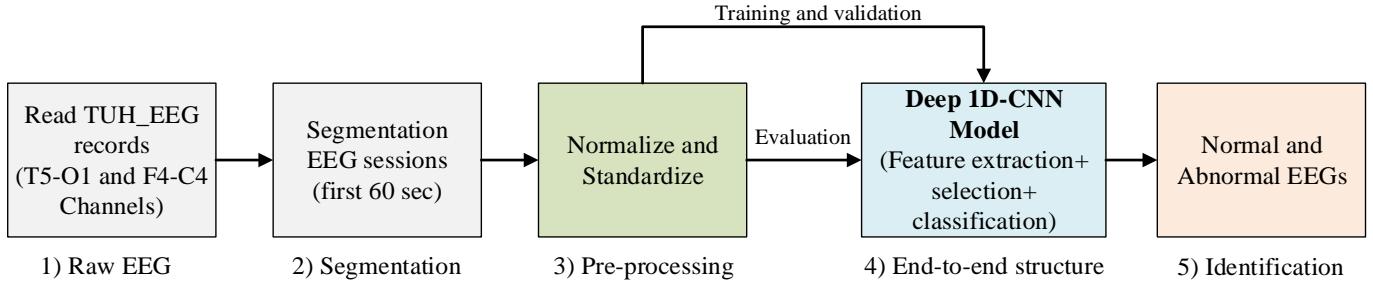 Training and validation
Read TUH_EEG
records
(T5-O1 and F4-C4
Channels)
Segmentation
EEG sessions
(first 60 sec)
Normalize and
Standardize
Evaluation
Deep 1D-CNN
Model
(Feature extraction+
selection+
classification)
Normal and
Abnormal EEGs
1) Raw EEG
2) Segmentation
3) Pre-processing
4) End-to-end structure
5) Identification